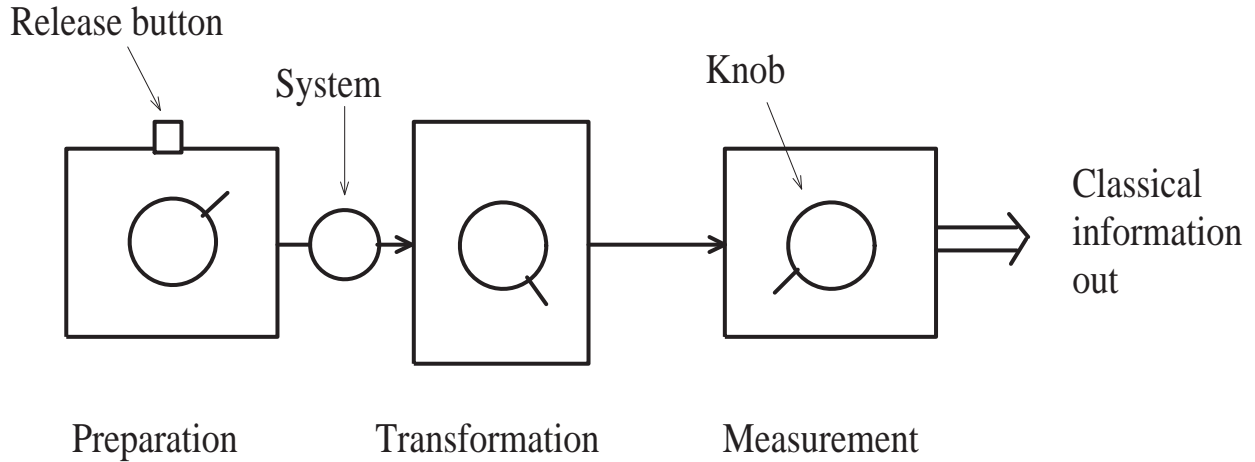 Release button
System
Knob
Classical
information
out
Preparation
Transformation
Measurement